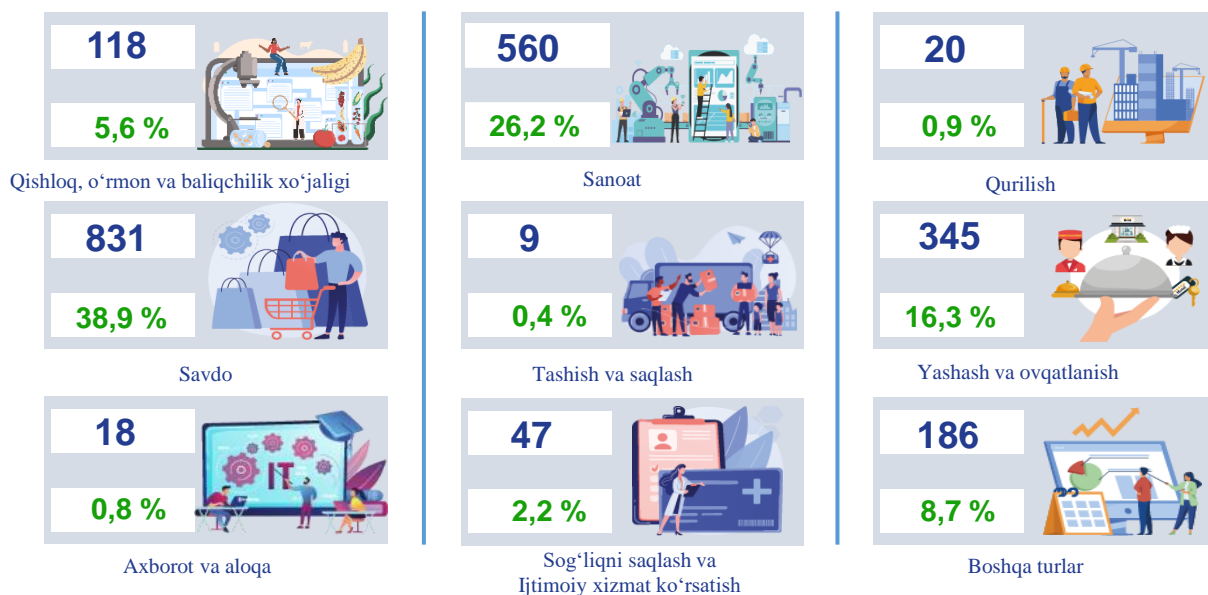 118
5,6 %
Qishloq, o‘rmon va baliqchilik xo‘jaligi
560
26,2 %
Sanoat
20
0,9 %
Qurilish
831
38,9 %
Savdo
9
0,4 %
Tashish va saqlash
345
16,3 %
Yashash va ovqatlanish
18
0,8 %
IT
Axborot va aloqa
47
2,2 %
Sog‘liqni saqlash va
Ijtimoiy xizmat ko‘rsatish
186
8,7 %
Boshqa turlar